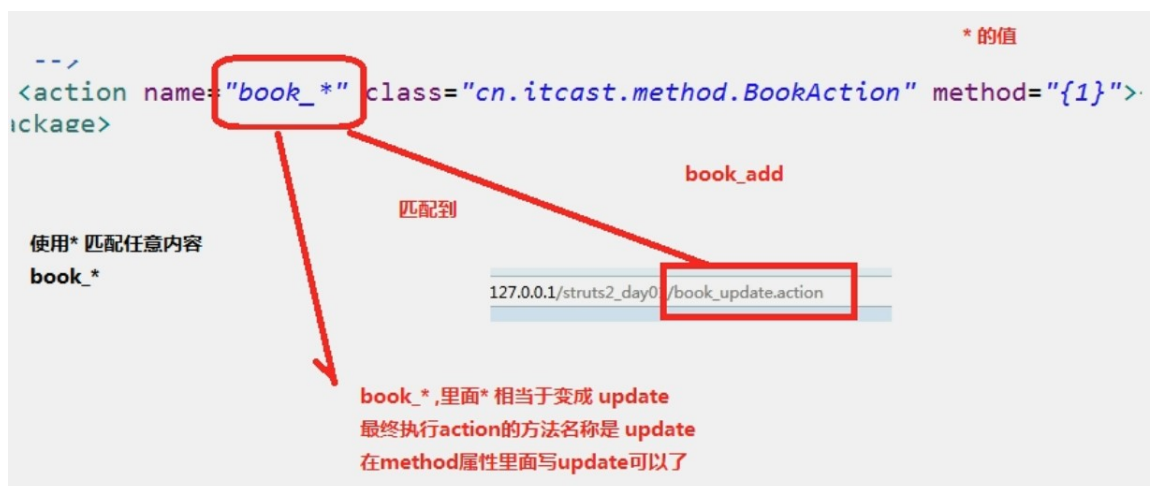 * 的值
--,
<action name="book_*" class="cn.itcast.method.BookAction" method="{1}">
ackage>
book_add
匹配到
使用* 匹配任意内容
book_*
127.0.0.1/struts2_day0 /book_update.action
book_* ,里面* 相当于变成 update
最终执行action的方法名称是 update
在method属性里面写update可以了